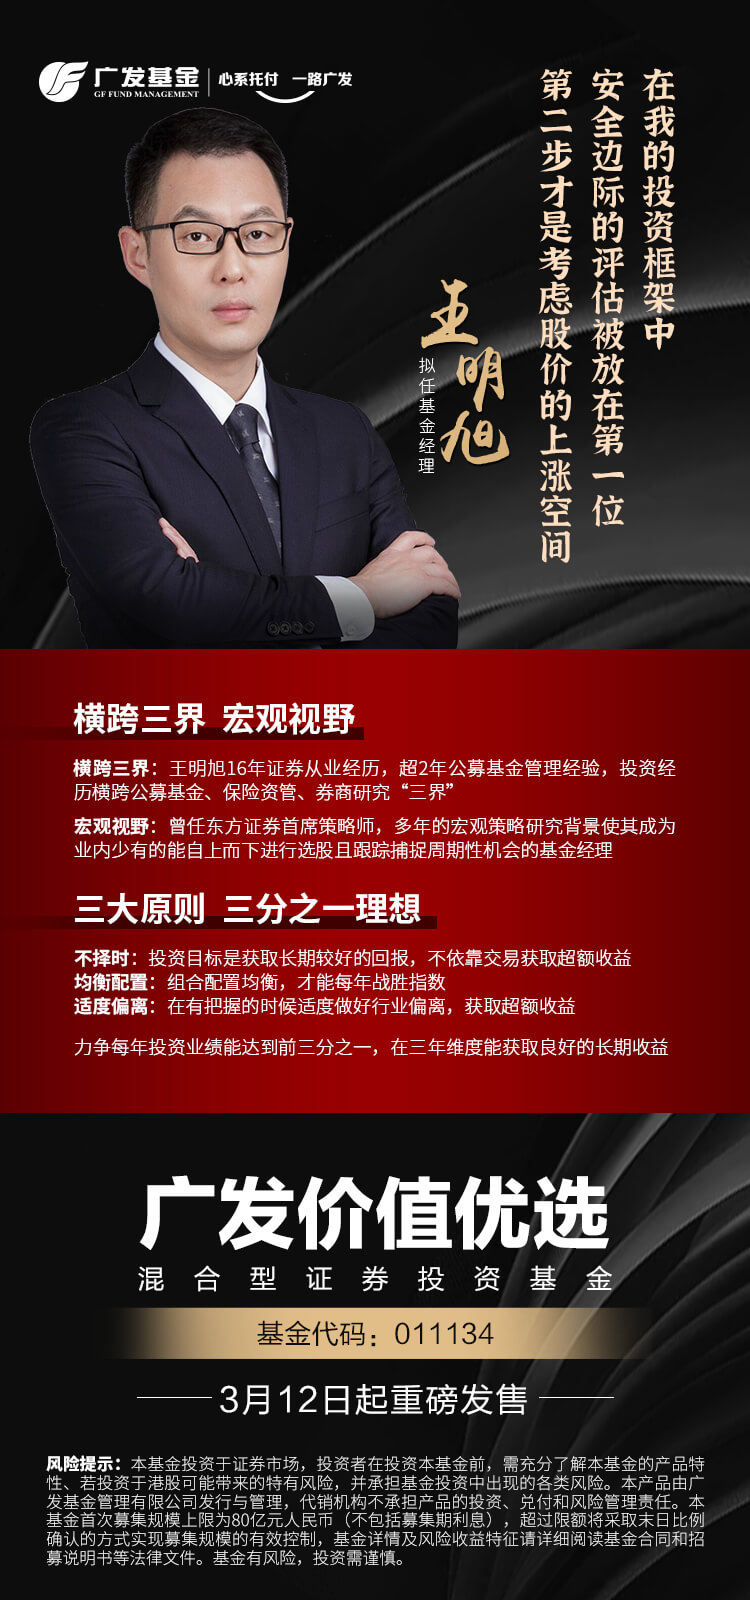 广发基金
GF FUND MANAGEMENT
心系托付 一路广发
在我的投资框架中
安全边际的评估被放在第一位
第二步才是考虑股价的上涨空间
王明旭
拟任基金经理
横跨三界 宏观视野
横跨三界：王明旭16年证券从业经历，超2年公募基金管理经验，投资经
历横跨公募基金、保险资管、券商研究“三界”
宏观视野：曾任东方证券首席策略师，多年的宏观策略研究背景使其成为
业内少有的能自上而下进行选股且跟踪捕捉周期性机会的基金经理
三大原则 三分之一理想
不择时：投资目标是获取长期较好的回报，不依靠交易获取超额收益
均衡配置：组合配置均衡，才能每年战胜指数
适度偏离：在有把握的时候适度做好行业偏离，获取超额收益
力争每年投资业绩能达到前三分之一，在三年维度能获取良好的长期收益
广发价值优选
混合型证券投资基金
基金代码：011134
3月12日起重磅发售
风险提示：本基金投资于证券市场，投资者在投资本基金前，需充分了解本基金的产品特
性、若投资于港股可能带来的特有风险，并承担基金投资中出现的各类风险。本产品由广
发基金管理有限公司发行与管理，代销机构不承担产品的投资、兑付和风险管理责任。本
基金首次募集规模上限为80亿元人民币（不包括募集期利息），超过限额将采取末日比例
确认的方式实现募集规模的有效控制，基金详情及风险收益特征请详细阅读基金合同和招
募说明书等法律文件。基金有风险，投资需谨慎。